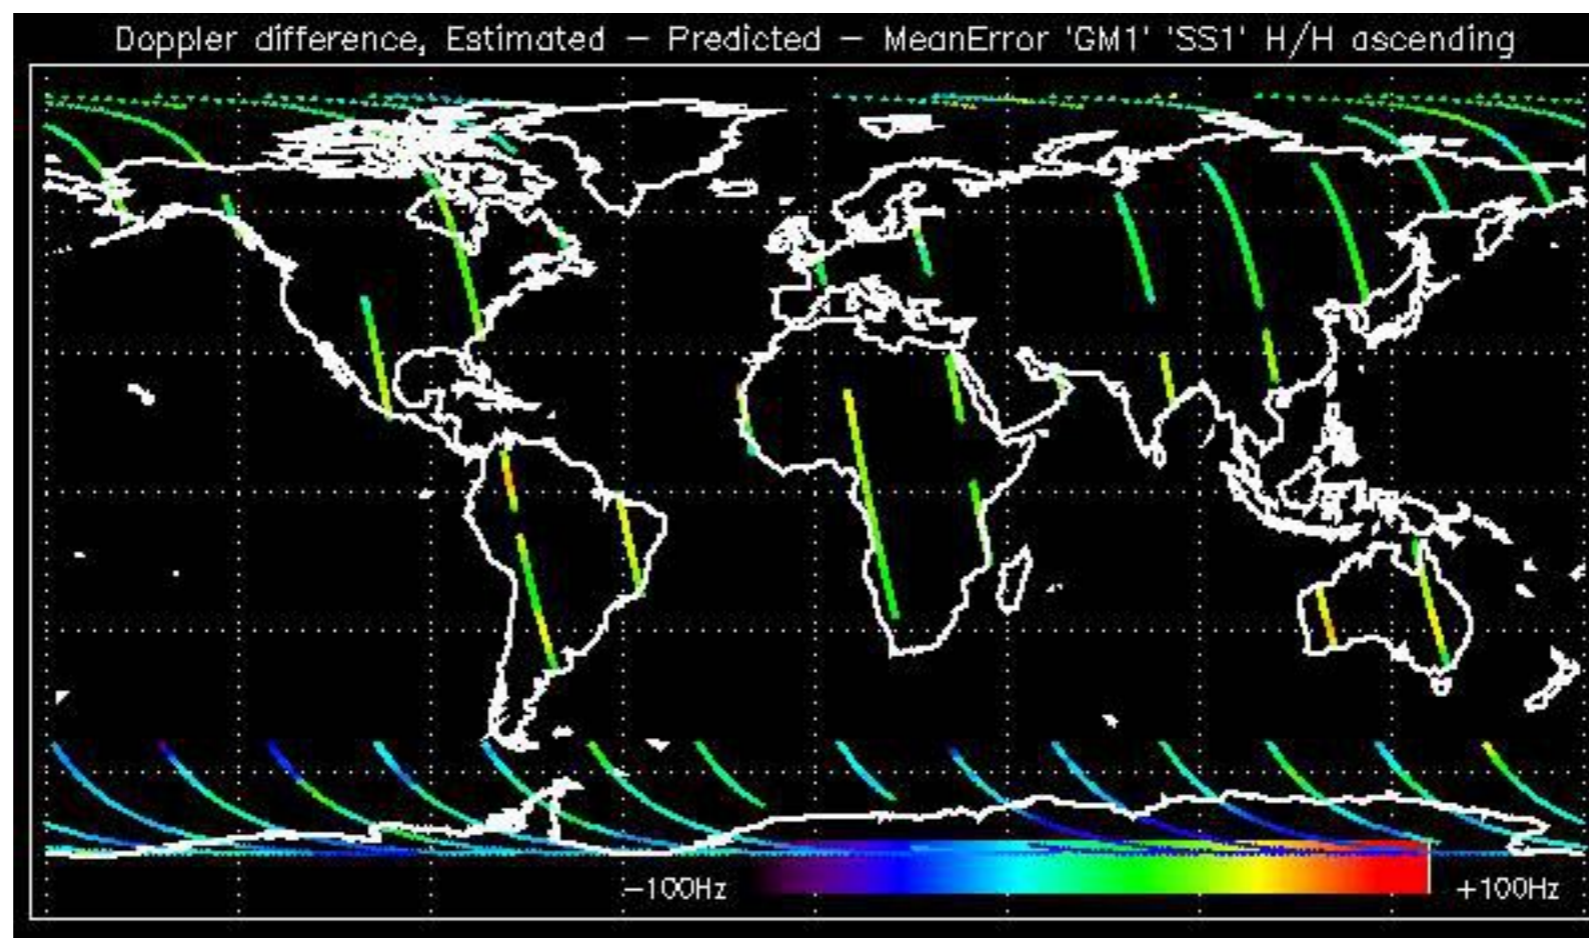 Doppler difference, Estimated – Predicted – MeanError 'GM1' 'SS1' H/H ascending
–100Hz
+100Hz